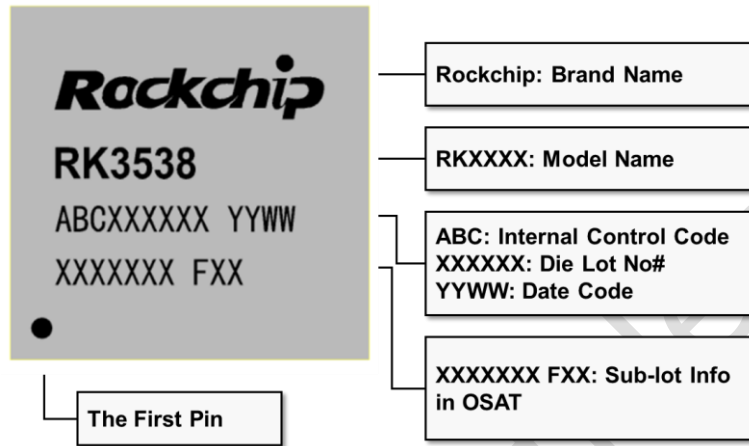 Rockchip
RK3538
ABCXXXXXX YYWW
XXXXXXX FXX
Rockchip: Brand Name
RKXXXX: Model Name
ABC: Internal Control Code
XXXXXX: Die Lot No#
YYWW: Date Code
XXXXXXX FXX: Sub-lot Info
in OSAT
The First Pin